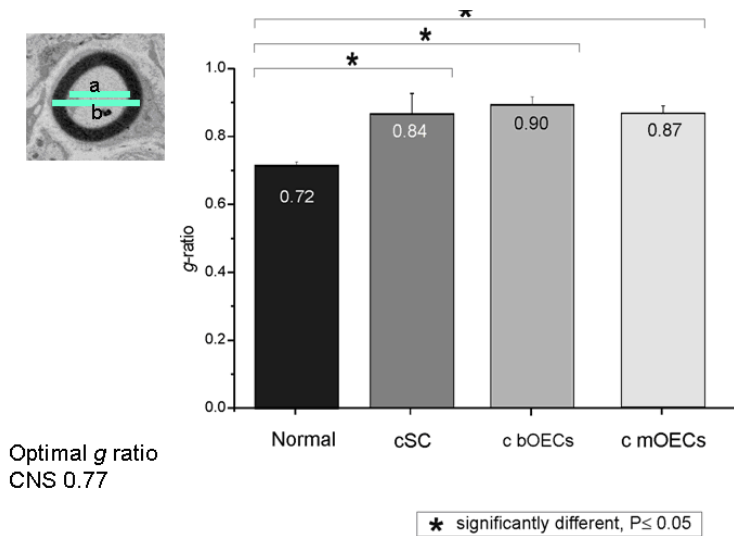 *
*
*
a
b
1.0
0.8
0.6
0.4
0.2
0.0
g-ratio
0.72
0.84
0.90
0.87
Normal
cSC
c bOECs
c mOECs
Optimal g ratio
CNS 0.77
* significantly different, P≤ 0.05